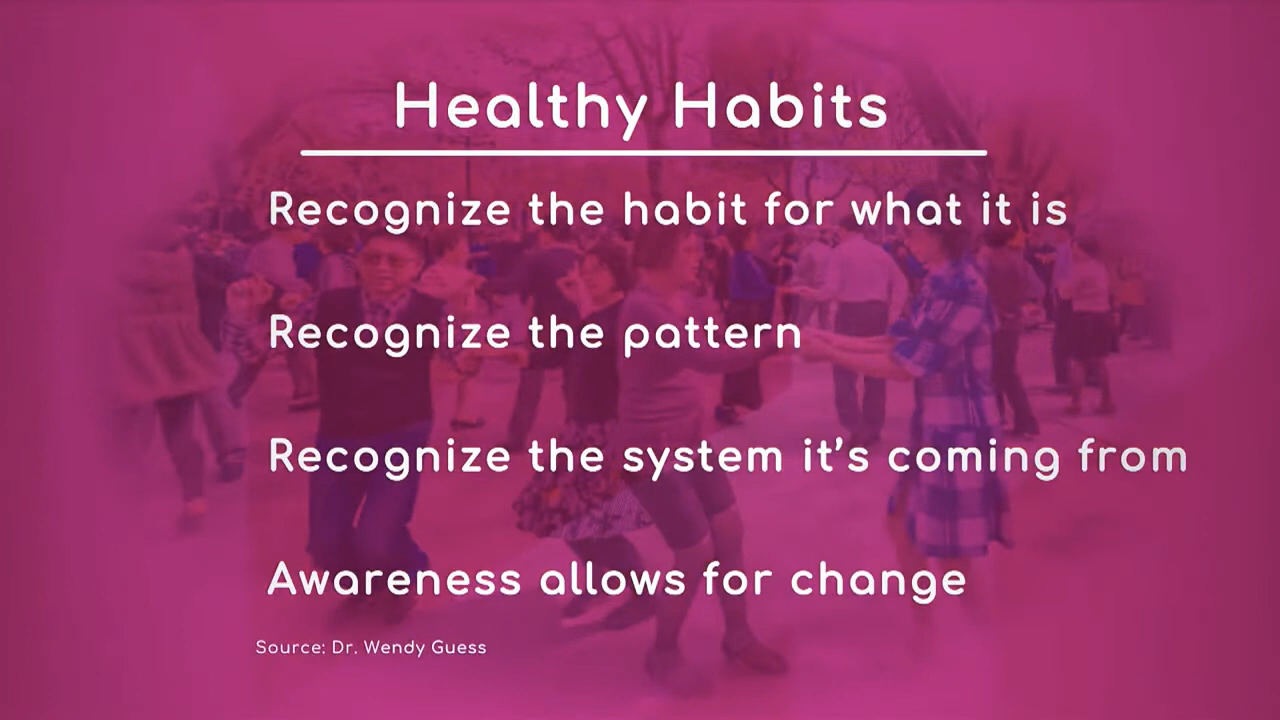 Healthy Habits
Recognize the habit for what it is
Recognize the pattern
Recognize the system it’s coming from
Awareness allows for change
Source: Dr. Wendy Guess